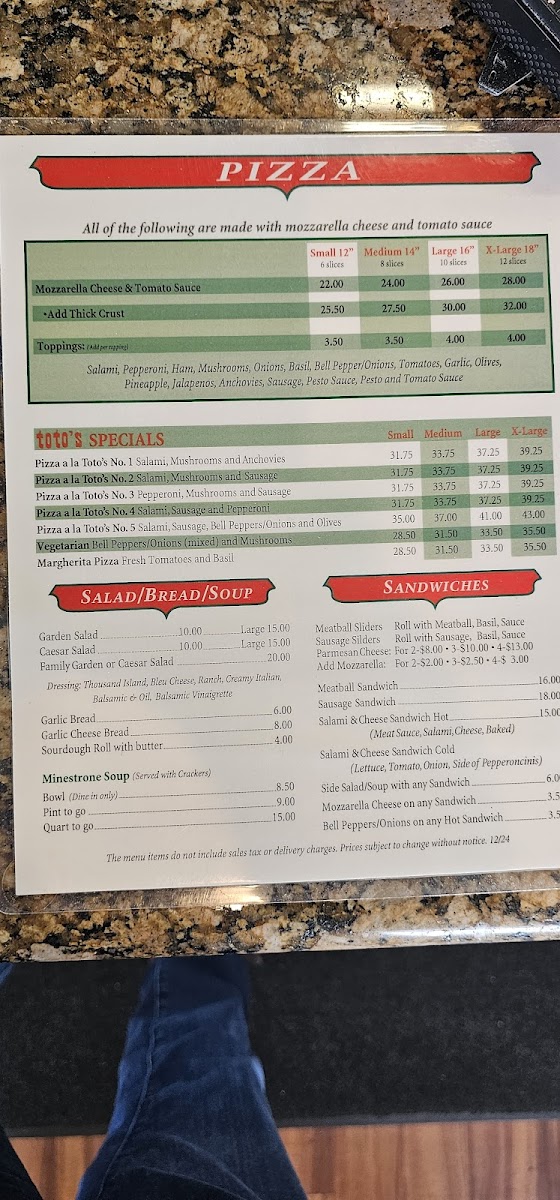 PIZZA
All of the following are made with mozzarella cheese and tomato sauce
Small 12" Medium 14" Large 16" X-Large 18"
6 slices 8 slices 10 slices 12 slices
Mozzarella Cheese & Tomato Sauce 22.00 24.00 26.00 28.00
•Add Thick Crust 25.50 27.50 30.00 32.00
Toppings: (Add per topping) 3.50 3.50 4.00 4.00
Salami, Pepperoni, Ham, Mushrooms, Onions, Basil, Bell Pepper/Onions, Tomatoes, Garlic, Olives,
Pineapple, Jalapenos, Anchovies, Sausage, Pesto Sauce, Pesto and Tomato Sauce
toto's SPECIALS Small Medium Large X-Large
Pizza a la Toto's No. 1 Salami, Mushrooms and Anchovies 31.75 33.75 37.25 39.25
Pizza a la Toto's No. 2 Salami, Mushrooms and Sausage 31.75 33.75 37.25 39.25
Pizza a la Toto's No. 3 Pepperoni, Mushrooms and Sausage 31.75 33.75 37.25 39.25
Pizza a la Toto's No. 4 Salami, Sausage and Pepperoni 31.75 33.75 37.25 39.25
Pizza a la Toto's No. 5 Salami, Sausage, Bell Peppers/Onions and Olives 35.00 37.00 41.00 43.00
Vegetarian Bell Peppers/Onions (mixed) and Mushrooms 28.50 31.50 33.50 35.50
Margherita Pizza Fresh Tomatoes and Basil 28.50 31.50 33.50 35.50
SALAD/BREAD/SOUP
Garden Salad 10.00 Large 15.00
Caesar Salad 10.00 Large 15.00
Family Garden or Caesar Salad 20.00
Dressing: Thousand Island, Bleu Cheese, Ranch, Creamy Italian,
Balsamic & Oil, Balsamic Vinaigrette
Garlic Bread 6.00
Garlic Cheese Bread 8.00
Sourdough Roll with butter 4.00
Minestrone Soup (Served with Crackers)
Bowl (Dine in only) 8.50
Pint to go 9.00
Quart to go 15.00
SANDWICHES
Meatball Sliders Roll with Meatball, Basil, Sauce
Sausage Silders Roll with Sausage, Basil, Sauce
Parmesan Cheese: For 2-$8.00 • 3-$10.00 • 4-$13.00
Add Mozzarella: For 2-$2.00 • 3-$2.50 • 4-$ 3.00
Meatball Sandwich 16.00
Sausage Sandwich 18.00
Salami & Cheese Sandwich Hot 15.00
(Meat Sauce, Salami, Cheese, Baked)
Salami & Cheese Sandwich Cold
(Lettuce, Tomato, Onion, Side of Pepperoncinis)
Side Salad/Soup with any Sandwich 6.0
Mozzarella Cheese on any Sandwich 3.5
Bell Peppers/Onions on any Hot Sandwich 3.5
The menu items do not include sales tax or delivery charges. Prices subject to change without notice. 12/24